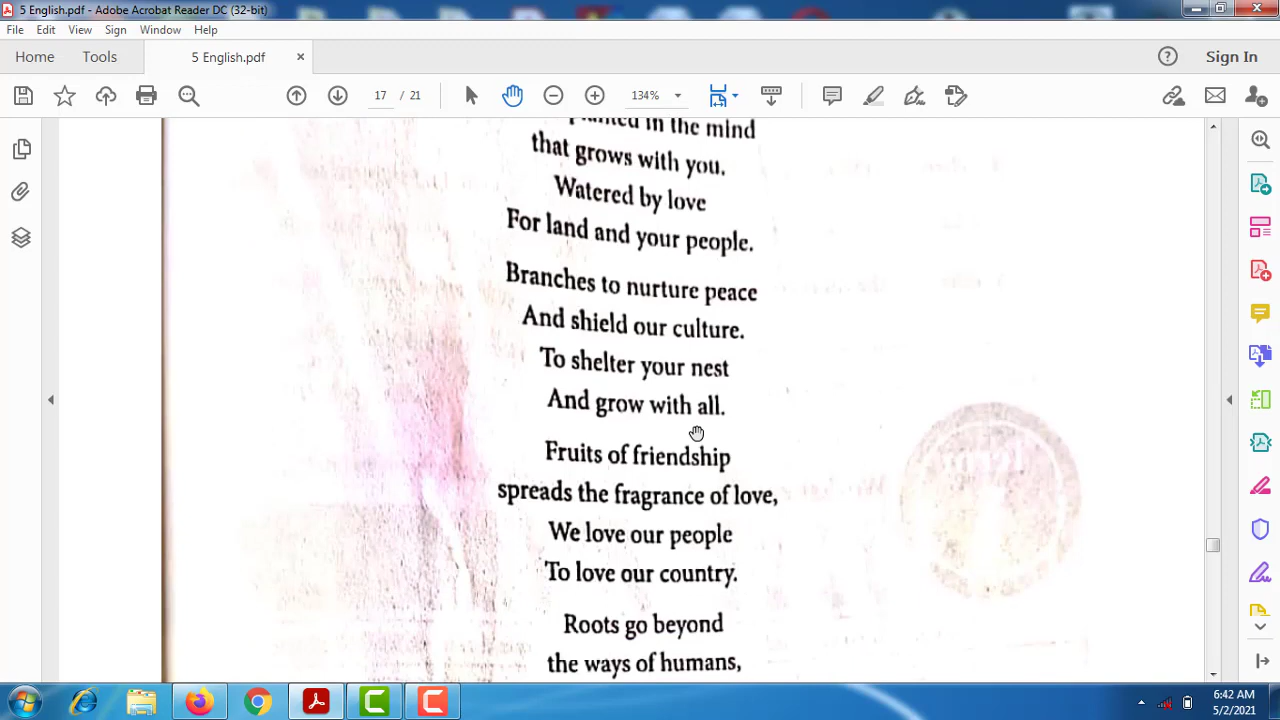 5 English.pdf - Adobe Acrobat Reader DC (32-bit)
File Edit View Sign Window Help
Home Tools 5 English.pdf × Sign In
17 / 21 134%
planted in the mind
that grows with you.
Watered by love
For land and your people.
Branches to nurture peace
And shield our culture.
To shelter your nest
And grow with all.
Fruits of friendship
spreads the fragrance of love,
We love our people
To love our country.
Roots go beyond
the ways of humans,
6:42 AM
5/2/2021